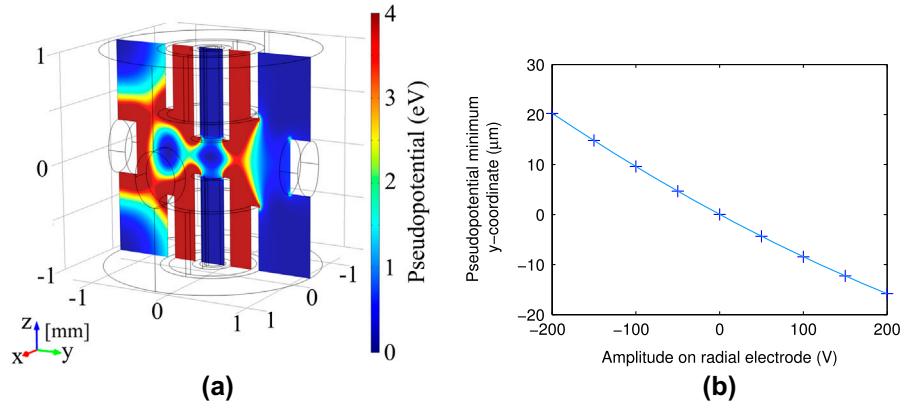 1
0
-1
-1
-1
0
0
1 1
z
x y
[mm]
4
3
2
1
0
Pseudopotential (eV)
(a)
Pseudopotential minimum
y−coordinate (μm)
30
20
10
0
−10
−20
−200 −100 0 100 200
Amplitude on radial electrode (V)
(b)